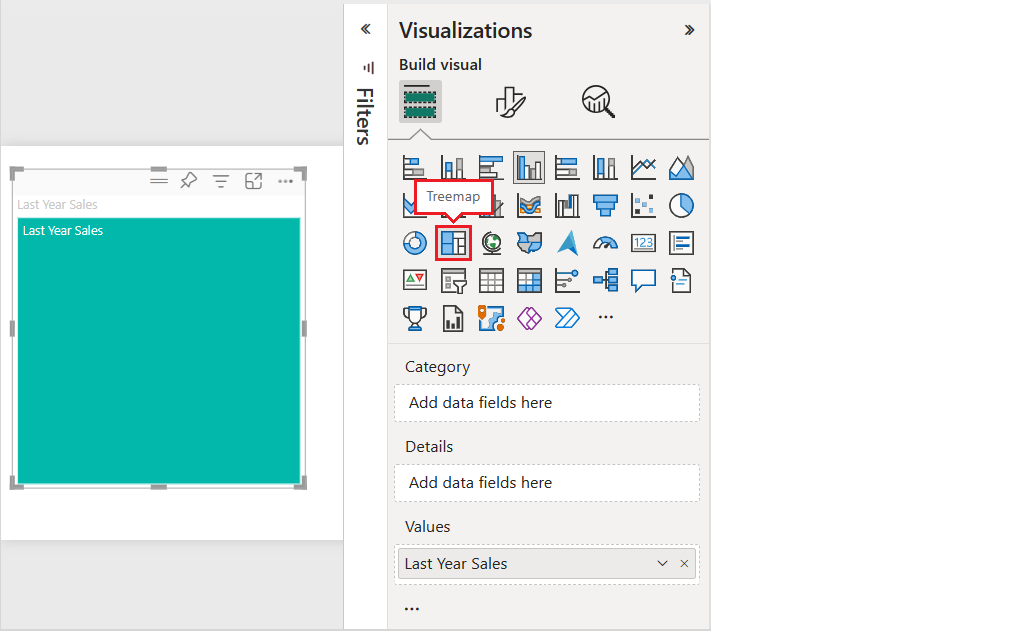 Visualizations
Build visual
Filters
Treemap
Last Year Sales
Last Year Sales
123
Category
Add data fields here
Details
Add data fields here
Values
Last Year Sales